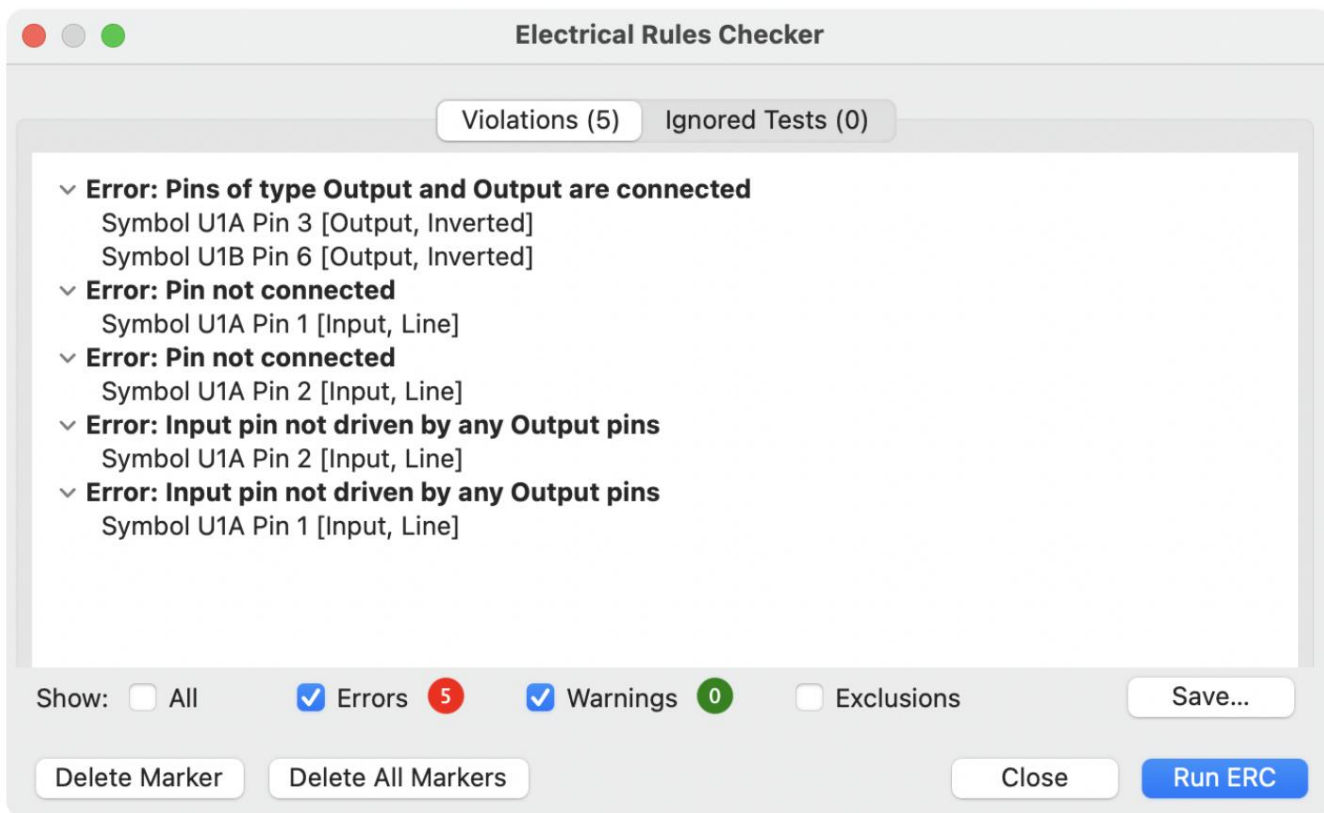 Electrical Rules Checker
Violations (5) Ignored Tests (0)
Error: Pins of type Output and Output are connected
Symbol U1A Pin 3 [Output, Inverted]
Symbol U1B Pin 6 [Output, Inverted]
Error: Pin not connected
Symbol U1A Pin 1 [Input, Line]
Error: Pin not connected
Symbol U1A Pin 2 [Input, Line]
Error: Input pin not driven by any Output pins
Symbol U1A Pin 2 [Input, Line]
Error: Input pin not driven by any Output pins
Symbol U1A Pin 1 [Input, Line]
Show: All Errors 5 Warnings 0 Exclusions Save...
Delete Marker Delete All Markers Close Run ERC